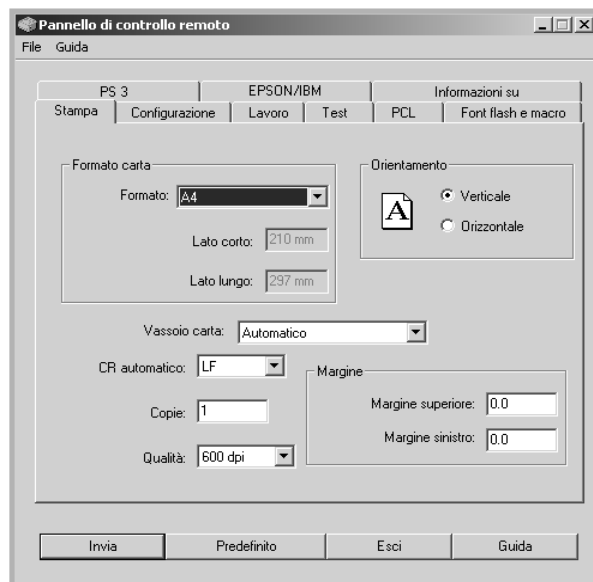 Pannello di controllo remoto
File Guida
PS 3 EPSON/IBM Informazioni su
Stampa Configurazione Lavoro Test PCL Font flash e macro
Formato carta
Formato: A4
Lato corto: 210 mm
Lato lungo: 297 mm
Orientamento
A
Verticale
Orizzontale
Vassoio carta: Automatico
CR automatico: LF
Copie: 1
Qualità: 600 dpi
Margine
Margine superiore: 0.0
Margine sinistro: 0.0
Invia Predefinito Esci Guida